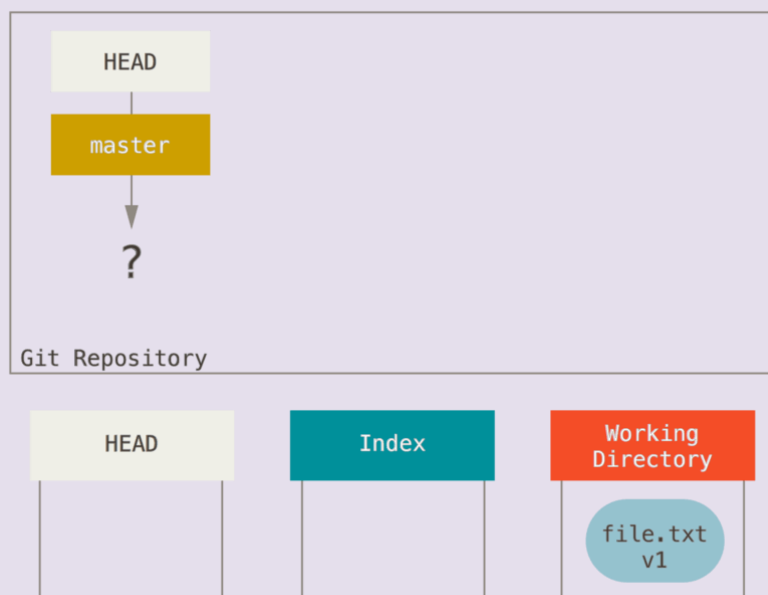 HEAD
master
?
Git Repository
HEAD
Index
Working
Directory
file.txt
v1